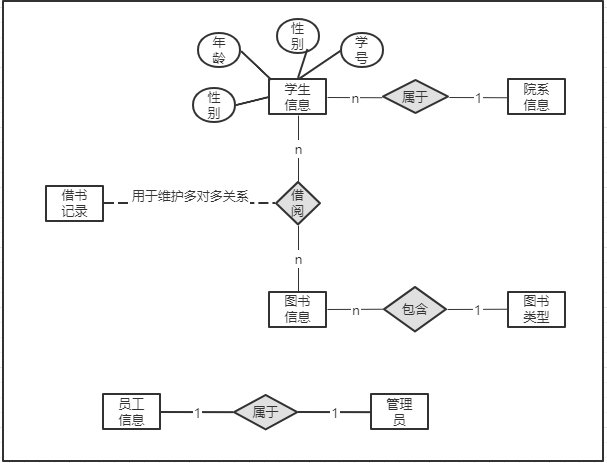 年
龄
性
别
学
号
性
别
学生
信息
n
属于
1
院系
信息
n
借书
记录
用于维护多对多关系
借
阅
n
图书
信息
n
包含
1
图书
类型
员工
信息
1
属于
1
管理
员